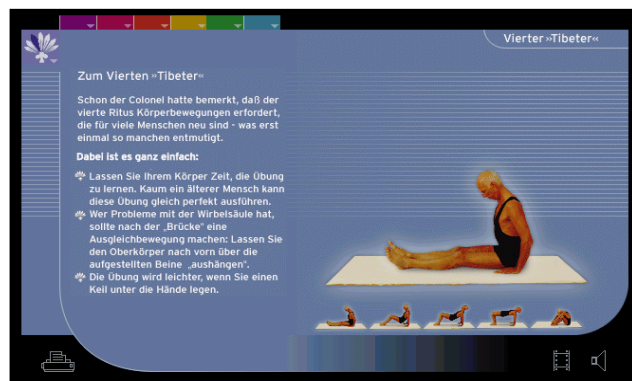 Vierter »Tibeter«
Zum Vierten »Tibeter«
Schon der Colonel hatte bemerkt, daß der
vierte Ritus Körperbewegungen erfordert,
die für viele Menschen neu sind - was erst
einmal so manchen entmutigt.
Dabei ist es ganz einfach:
Lassen Sie Ihrem Körper Zeit, die Übung
zu lernen. Kaum ein älterer Mensch kann
diese Übung gleich perfekt ausführen.
Wer Probleme mit der Wirbelsäule hat,
sollte nach der „Brücke" eine
Ausgleichbewegung machen: Lassen Sie
den Oberkörper nach vorn über die
aufgestellten Beine „aushängen".
Die Übung wird leichter, wenn Sie einen
Keil unter die Hände legen.